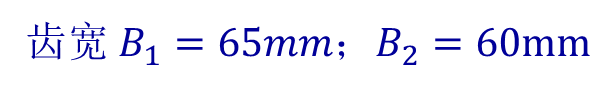 齿宽 B₁ = 65mm；B₂ = 60mm